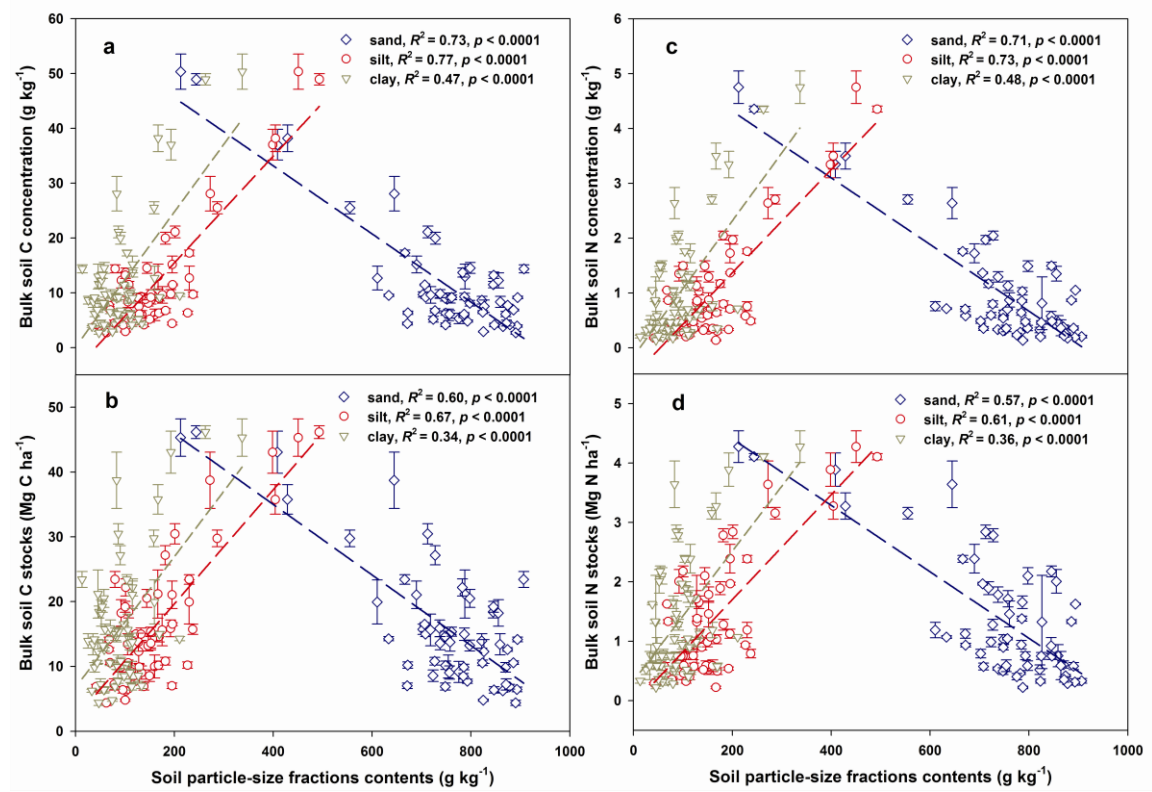 a
sand, R² = 0.73, p < 0.0001
silt, R² = 0.77, p < 0.0001
clay, R² = 0.47, p < 0.0001
60
50
40
30
20
10
0
Bulk soil C concentration (g kg⁻¹)
c
sand, R² = 0.71, p < 0.0001
silt, R² = 0.73, p < 0.0001
clay, R² = 0.48, p < 0.0001
6
5
4
3
2
1
0
Bulk soil N concentration (g kg⁻¹)
b
sand, R² = 0.60, p < 0.0001
silt, R² = 0.67, p < 0.0001
clay, R² = 0.34, p < 0.0001
50
40
30
20
10
0
Bulk soil C stocks (Mg C ha⁻¹)
0 200 400 600 800 1000
Soil particle-size fractions contents (g kg⁻¹)
d
sand, R² = 0.57, p < 0.0001
silt, R² = 0.61, p < 0.0001
clay, R² = 0.36, p < 0.0001
5
4
3
2
1
0
Bulk soil N stocks (Mg N ha⁻¹)
0 200 400 600 800 1000
Soil particle-size fractions contents (g kg⁻¹)